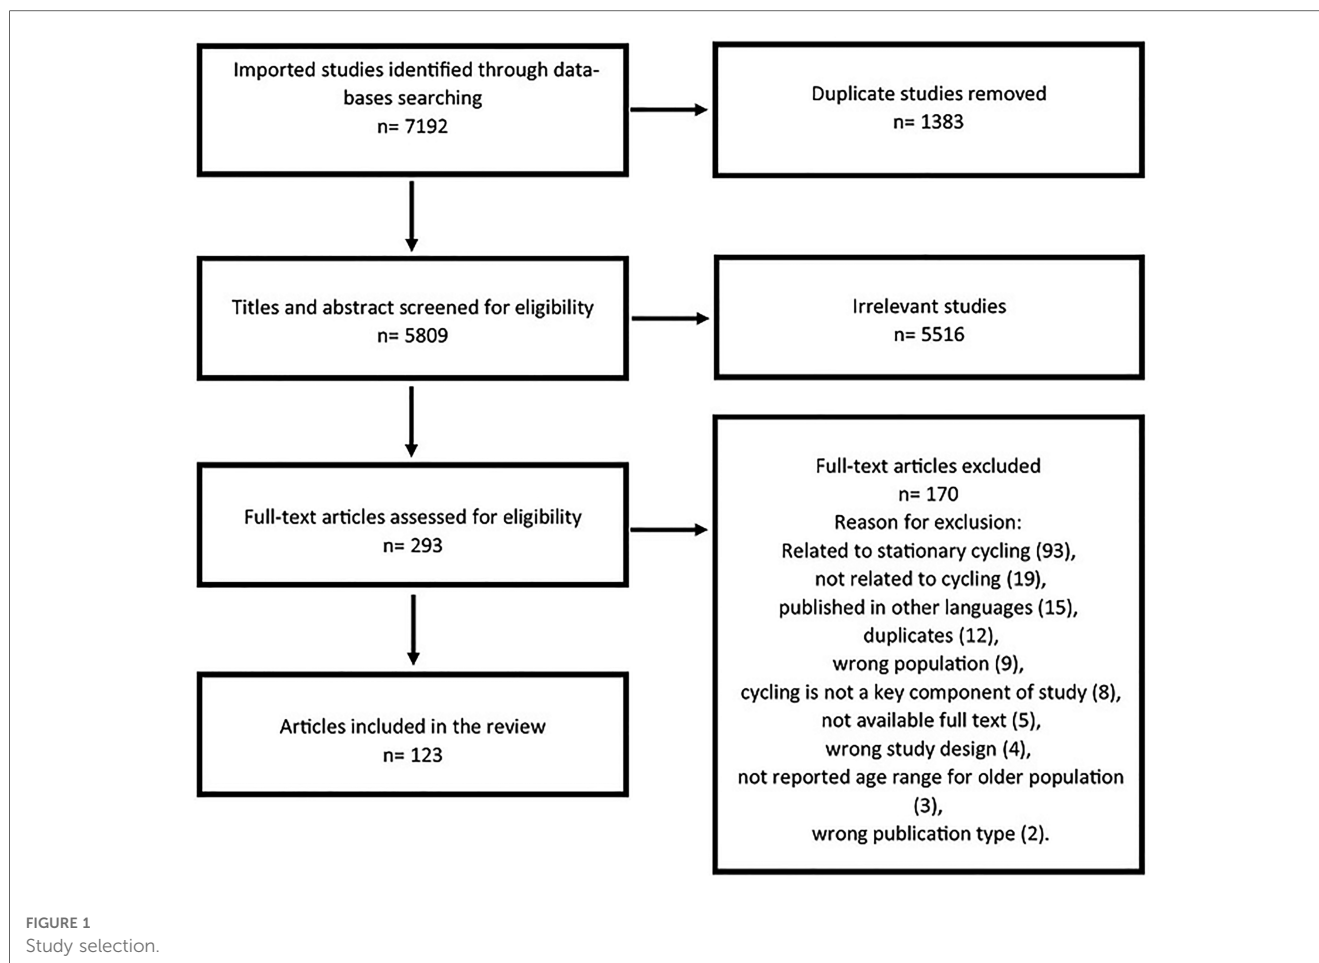 Imported studies identified through data-
bases searching
n= 7192
Duplicate studies removed
n= 1383
Titles and abstract screened for eligibility
n= 5809
Irrelevant studies
n= 5516
Full-text articles assessed for eligibility
n= 293
Full-text articles excluded
n= 170
Reason for exclusion:
Related to stationary cycling (93),
not related to cycling (19),
published in other languages (15),
duplicates (12),
wrong population (9),
cycling is not a key component of study (8),
not available full text (5),
wrong study design (4),
not reported age range for older population
(3),
wrong publication type (2).
Articles included in the review
n= 123
FIGURE 1
Study selection.